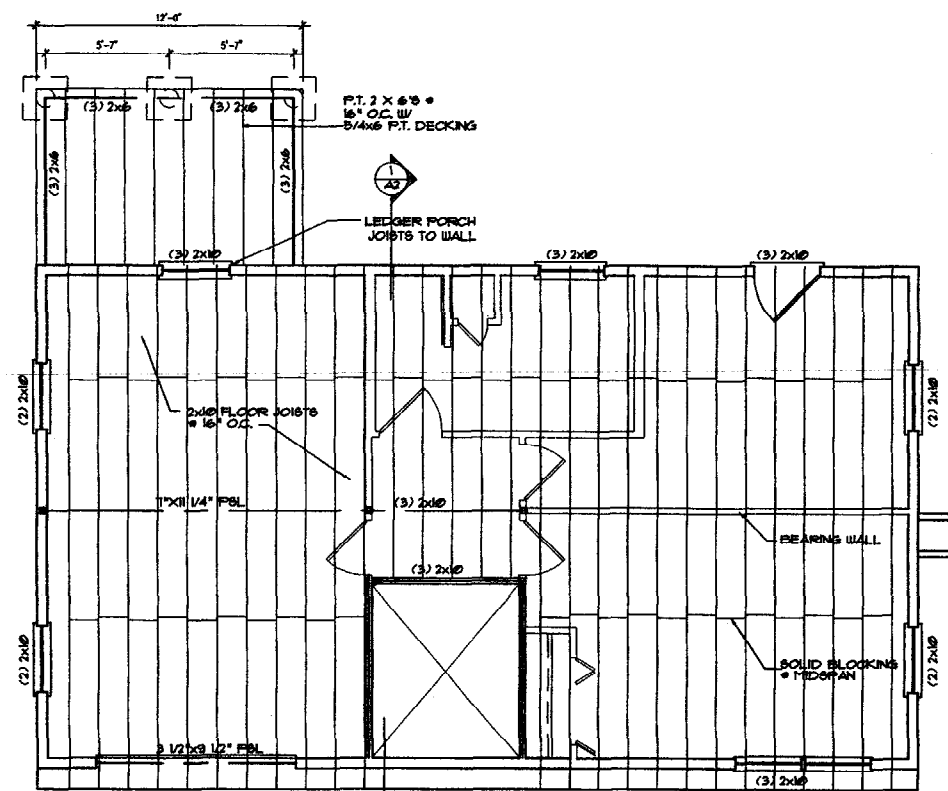 12'-0"
5'-7"
5'-7"
(3) 2x6
(3) 2x6
P.T. 2 X 6'S @
16" O.C. W/
5/4x6 P.T. DECKING
(3) 2x6
(3) 2x6
1
A2
LEDGER PORCH
JOISTS TO WALL
(3) 2x10
(3) 2x10
(3) 2x10
(2) 2x10
(2) 2x10
2x10 FLOOR JOISTS
@ 16" O.C.
7"X11 1/4" PSL
(3) 2x10
BEARING WALL
(3) 2x10
(2) 2x10
(2) 2x10
SOLID BLOCKING
@ MIDSPAN
3 1/2"x9 1/2" PSL
(3) 2x10